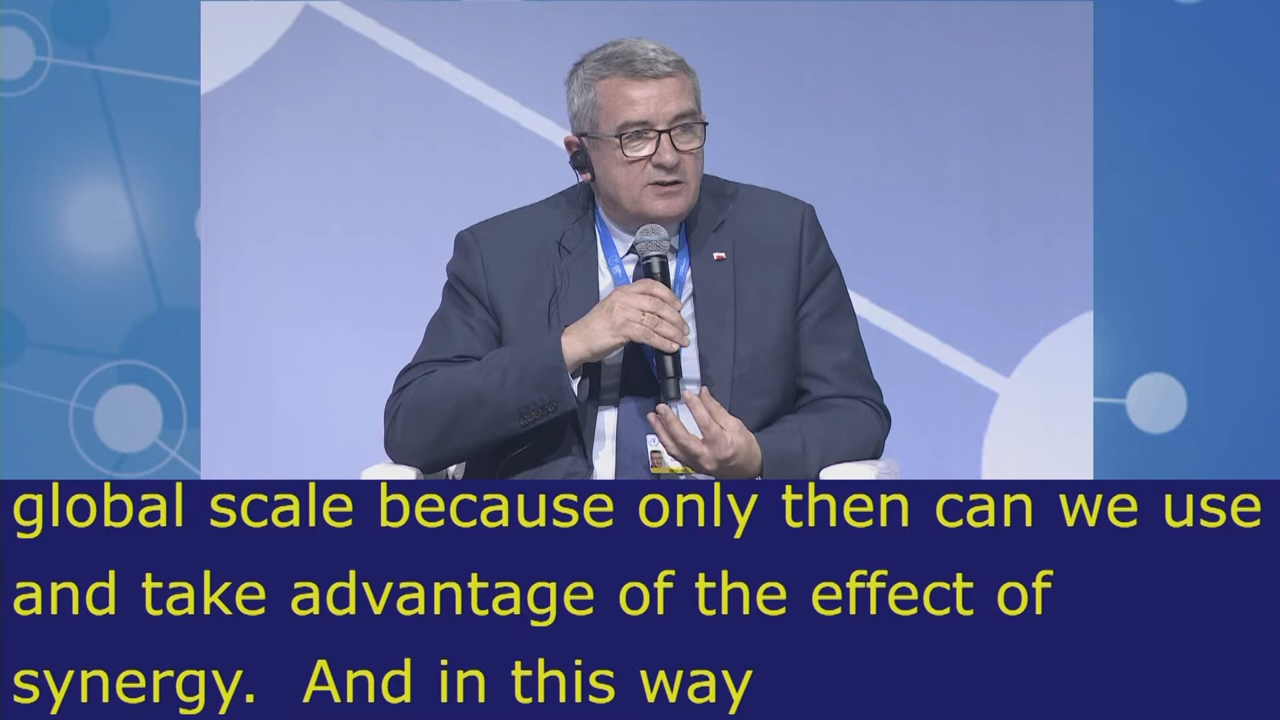 global scale because only then can we use
and take advantage of the effect of
synergy.  And in this way